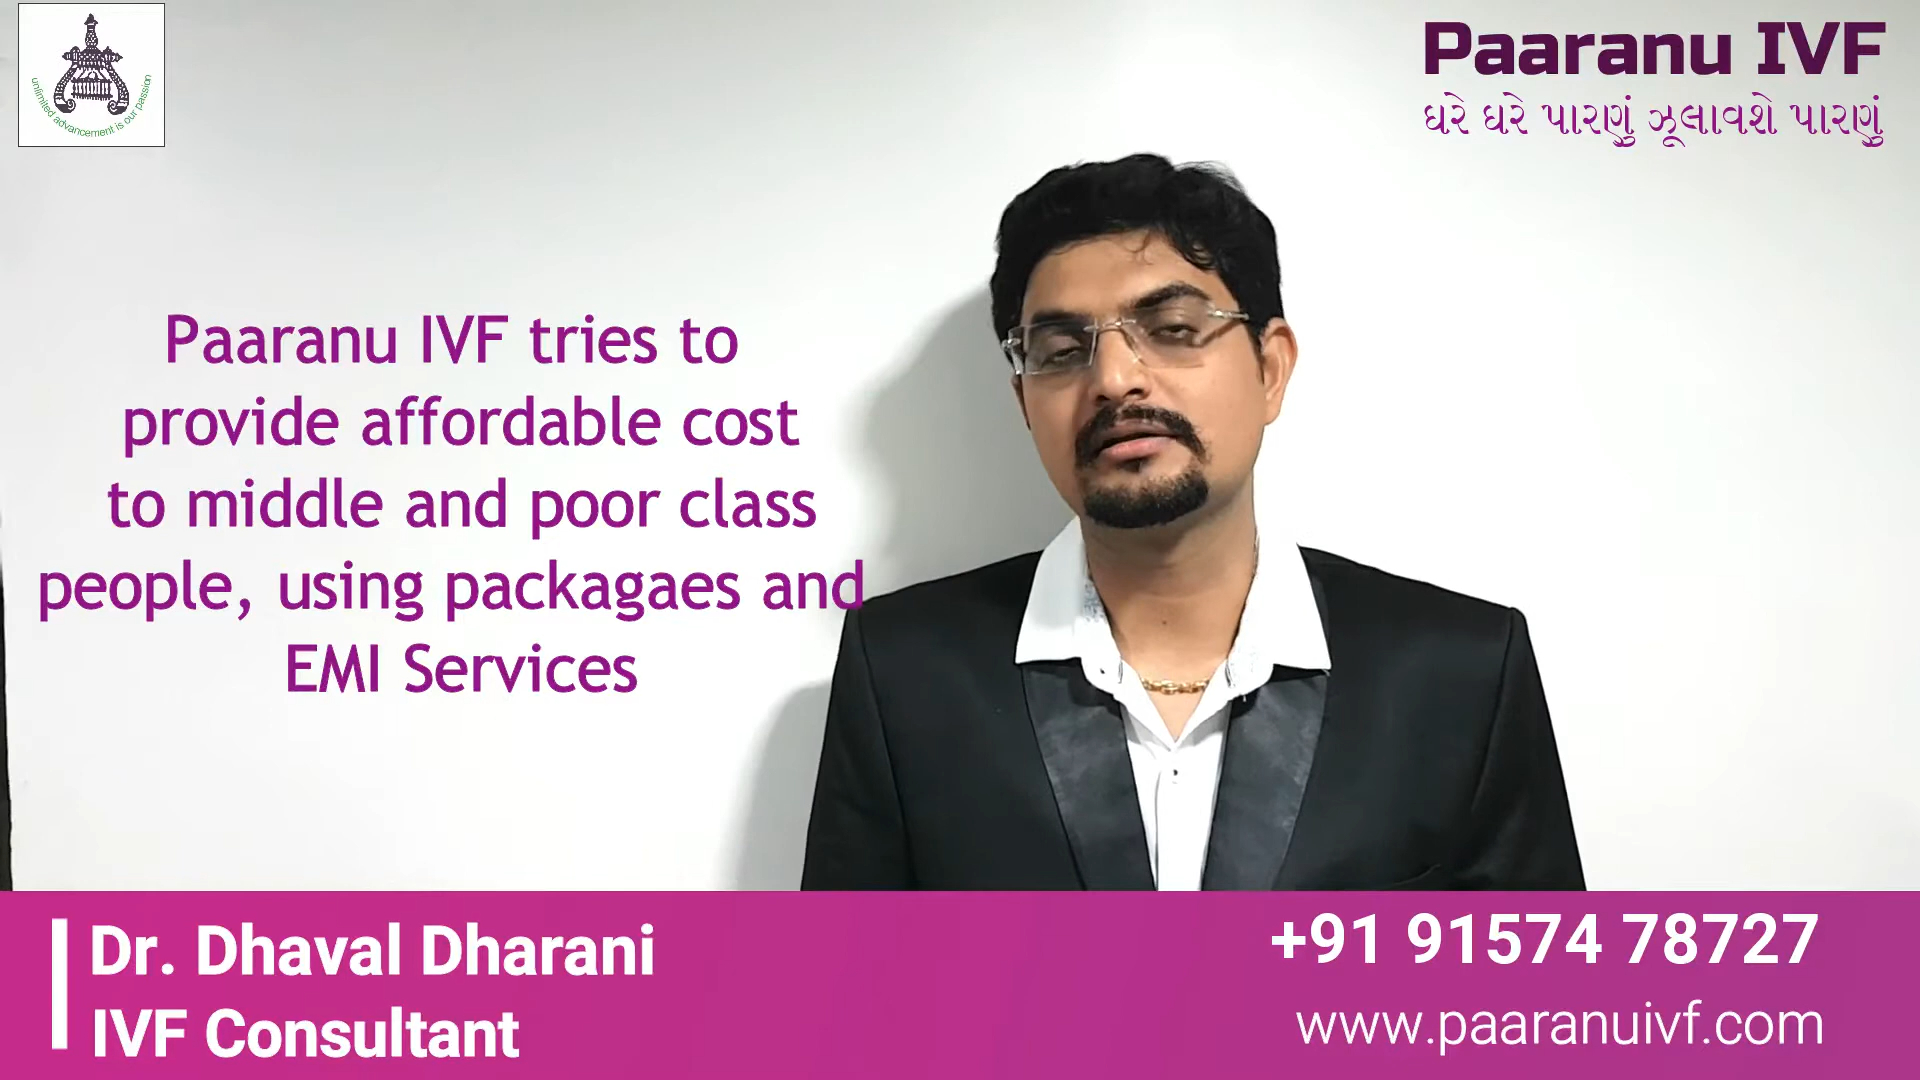 unlimited advancement is our passion
Paaranu IVF
ઘરે ઘરે પારણું ઝૂલાવશે પારણું
Paaranu IVF tries to
provide affordable cost
to middle and poor class
people, using packagaes and
EMI Services
Dr. Dhaval Dharani
IVF Consultant
+91 91574 78727
www.paaranuivf.com